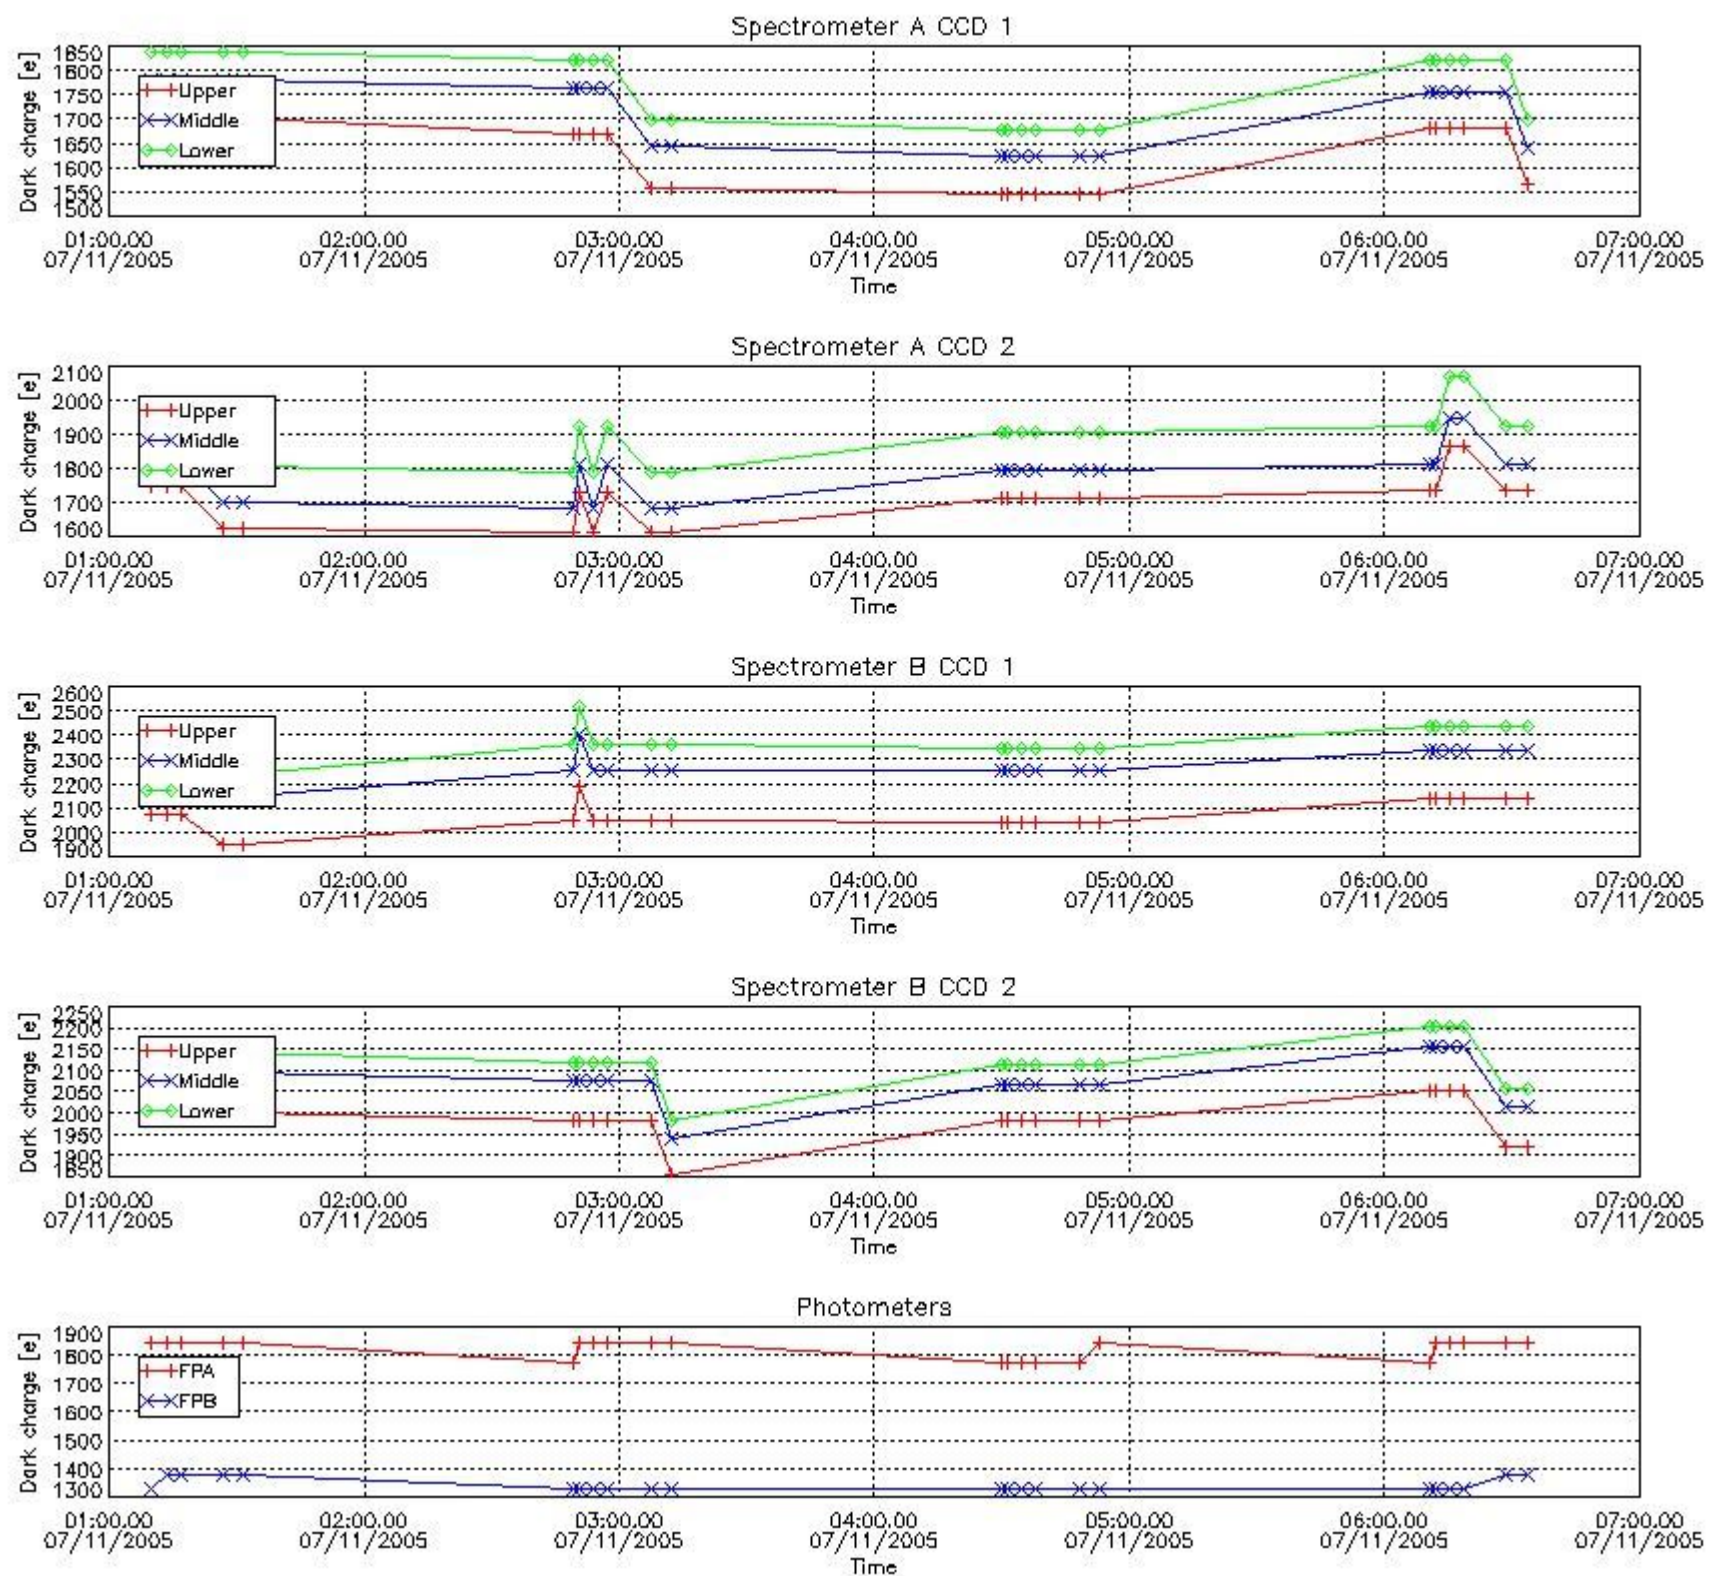 Spectrometer A CCD 1
Dark charge [e]
1850
1800
1750
1700
1650
1600
1550
1500
Upper
Middle
Lower
01:00.00 02:00.00 03:00.00 04:00.00 05:00.00 06:00.00 07:00.00
07/11/2005 07/11/2005 07/11/2005 07/11/2005 07/11/2005 07/11/2005 07/11/2005
Time
Spectrometer A CCD 2
Dark charge [e]
2100
2000
1900
1800
1700
1600
Upper
Middle
Lower
01:00.00 02:00.00 03:00.00 04:00.00 05:00.00 06:00.00 07:00.00
07/11/2005 07/11/2005 07/11/2005 07/11/2005 07/11/2005 07/11/2005 07/11/2005
Time
Spectrometer B CCD 1
Dark charge [e]
2600
2500
2400
2300
2200
2100
2000
1900
Upper
Middle
Lower
01:00.00 02:00.00 03:00.00 04:00.00 05:00.00 06:00.00 07:00.00
07/11/2005 07/11/2005 07/11/2005 07/11/2005 07/11/2005 07/11/2005 07/11/2005
Time
Spectrometer B CCD 2
Dark charge [e]
2250
2200
2150
2100
2050
2000
1950
1900
1850
Upper
Middle
Lower
01:00.00 02:00.00 03:00.00 04:00.00 05:00.00 06:00.00 07:00.00
07/11/2005 07/11/2005 07/11/2005 07/11/2005 07/11/2005 07/11/2005 07/11/2005
Time
Photometers
Dark charge [e]
1900
1800
1700
1600
1500
1400
1300
FPA
FPB
01:00.00 02:00.00 03:00.00 04:00.00 05:00.00 06:00.00 07:00.00
07/11/2005 07/11/2005 07/11/2005 07/11/2005 07/11/2005 07/11/2005 07/11/2005
Time